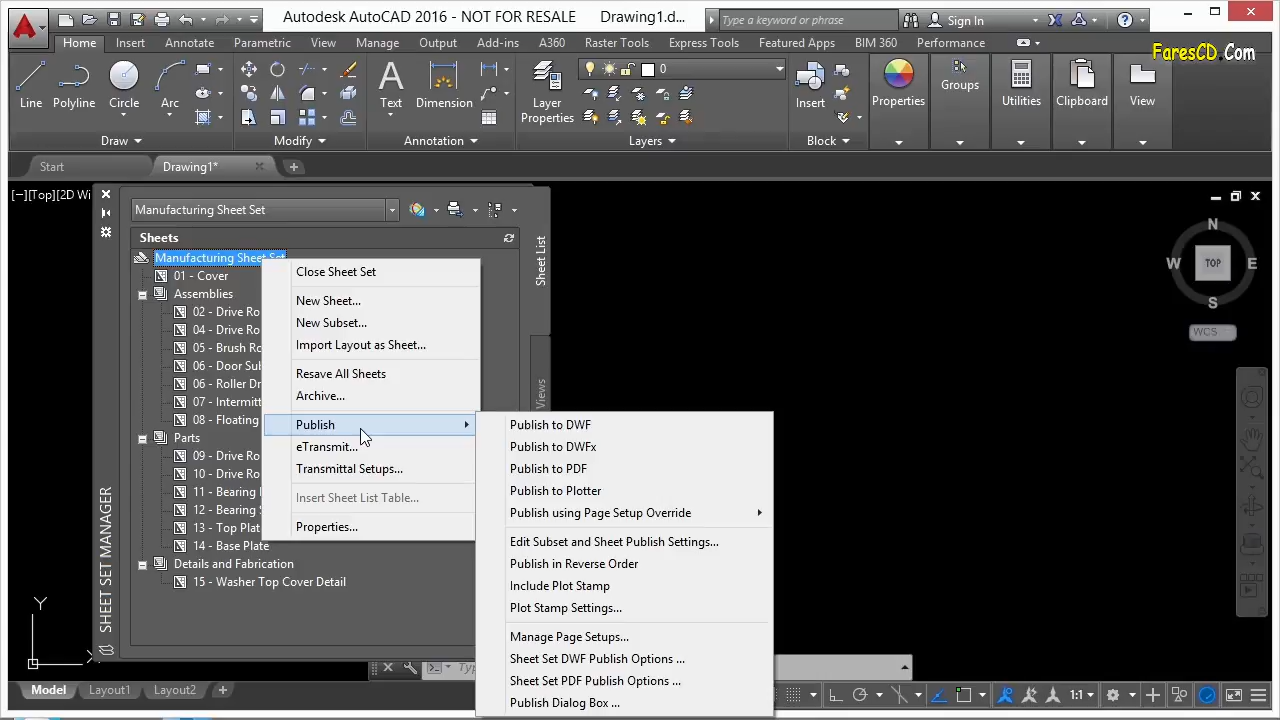 Autodesk AutoCAD 2016 - NOT FOR RESALE Drawing1.d...
Type a keyword or phrase
Sign In
Home Insert Annotate Parametric View Manage Output Add-ins A360 Raster Tools Express Tools Featured Apps BIM 360 Performance
FaresCD.Com
Line Polyline Circle Arc
Text Dimension
Layer Properties
0
Insert
Properties
Groups
Utilities
Clipboard
View
Draw Modify Annotation Layers Block
Start Drawing1*
[−][Top][2D Wi
Manufacturing Sheet Set
Sheets
Manufacturing Sheet Set
01 - Cover
Assemblies
02 - Drive Ro
04 - Drive Ro
05 - Brush Ro
06 - Door Sub
06 - Roller Dr
07 - Intermitt
08 - Floating
Parts
09 - Drive Ro
10 - Drive Ro
11 - Bearing
12 - Bearing
13 - Top Plat
14 - Base Plate
Details and Fabrication
15 - Washer Top Cover Detail
SHEET SET MANAGER
Sheet List
Views
Close Sheet Set
New Sheet...
New Subset...
Import Layout as Sheet...
Resave All Sheets
Archive...
Publish
eTransmit...
Transmittal Setups...
Insert Sheet List Table...
Properties...
Publish to DWF
Publish to DWFx
Publish to PDF
Publish to Plotter
Publish using Page Setup Override
Edit Subset and Sheet Publish Settings...
Publish in Reverse Order
Include Plot Stamp
Plot Stamp Settings...
Manage Page Setups...
Sheet Set DWF Publish Options ...
Sheet Set PDF Publish Options ...
Publish Dialog Box ...
N
W TOP E
S
WCS
Y
Model Layout1 Layout2
1:1